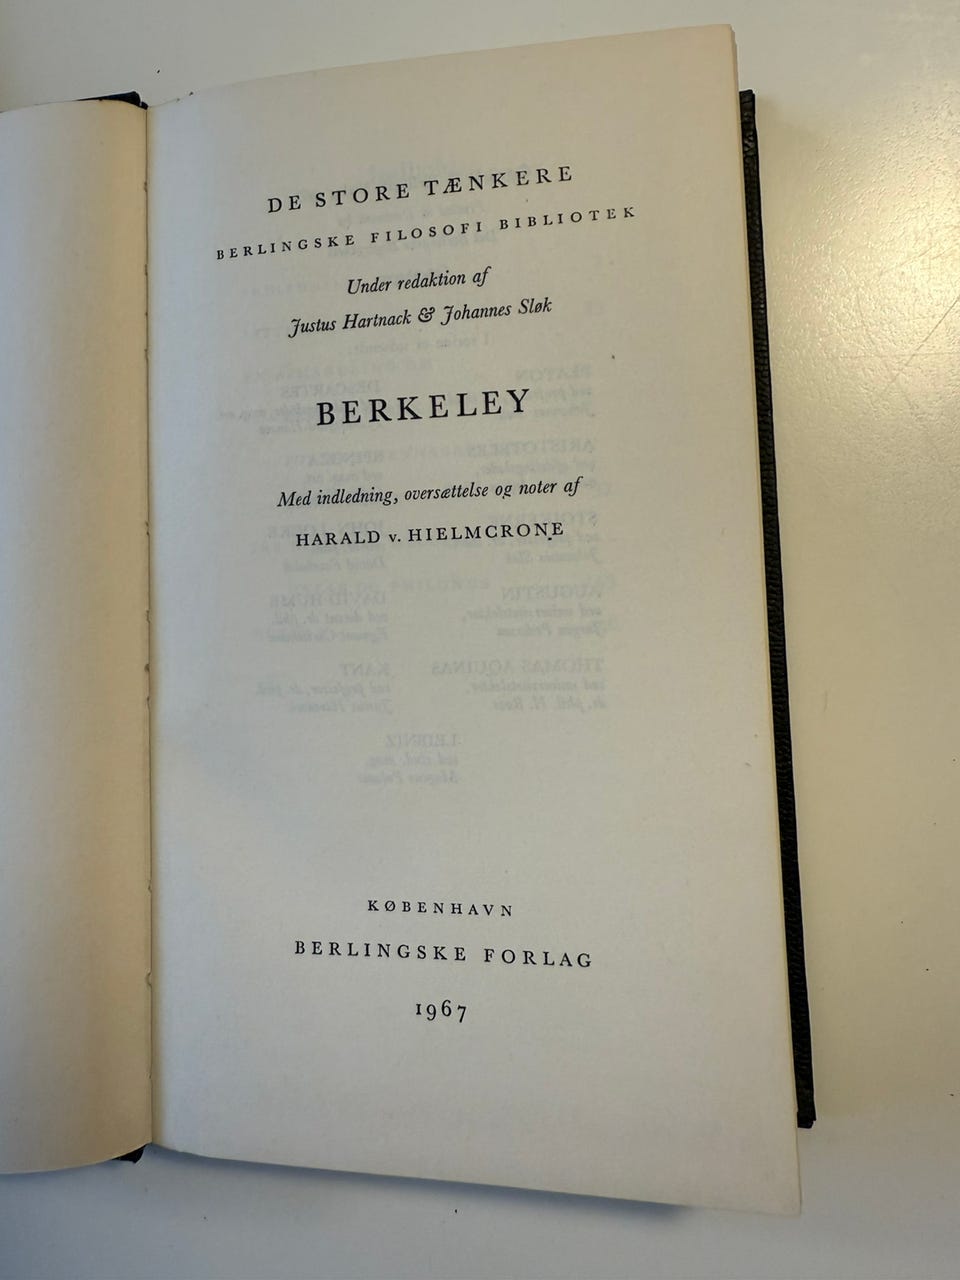 DE STORE TÆNKERE
BERLINGSKE FILOSOFI BIBLIOTEK
Under redaktion af
Justus Hartnack & Johannes Sløk
BERKELEY
Med indledning, oversættelse og noter af
HARALD v. HIELMCRONE
KØBENHAVN
BERLINGSKE FORLAG
1967